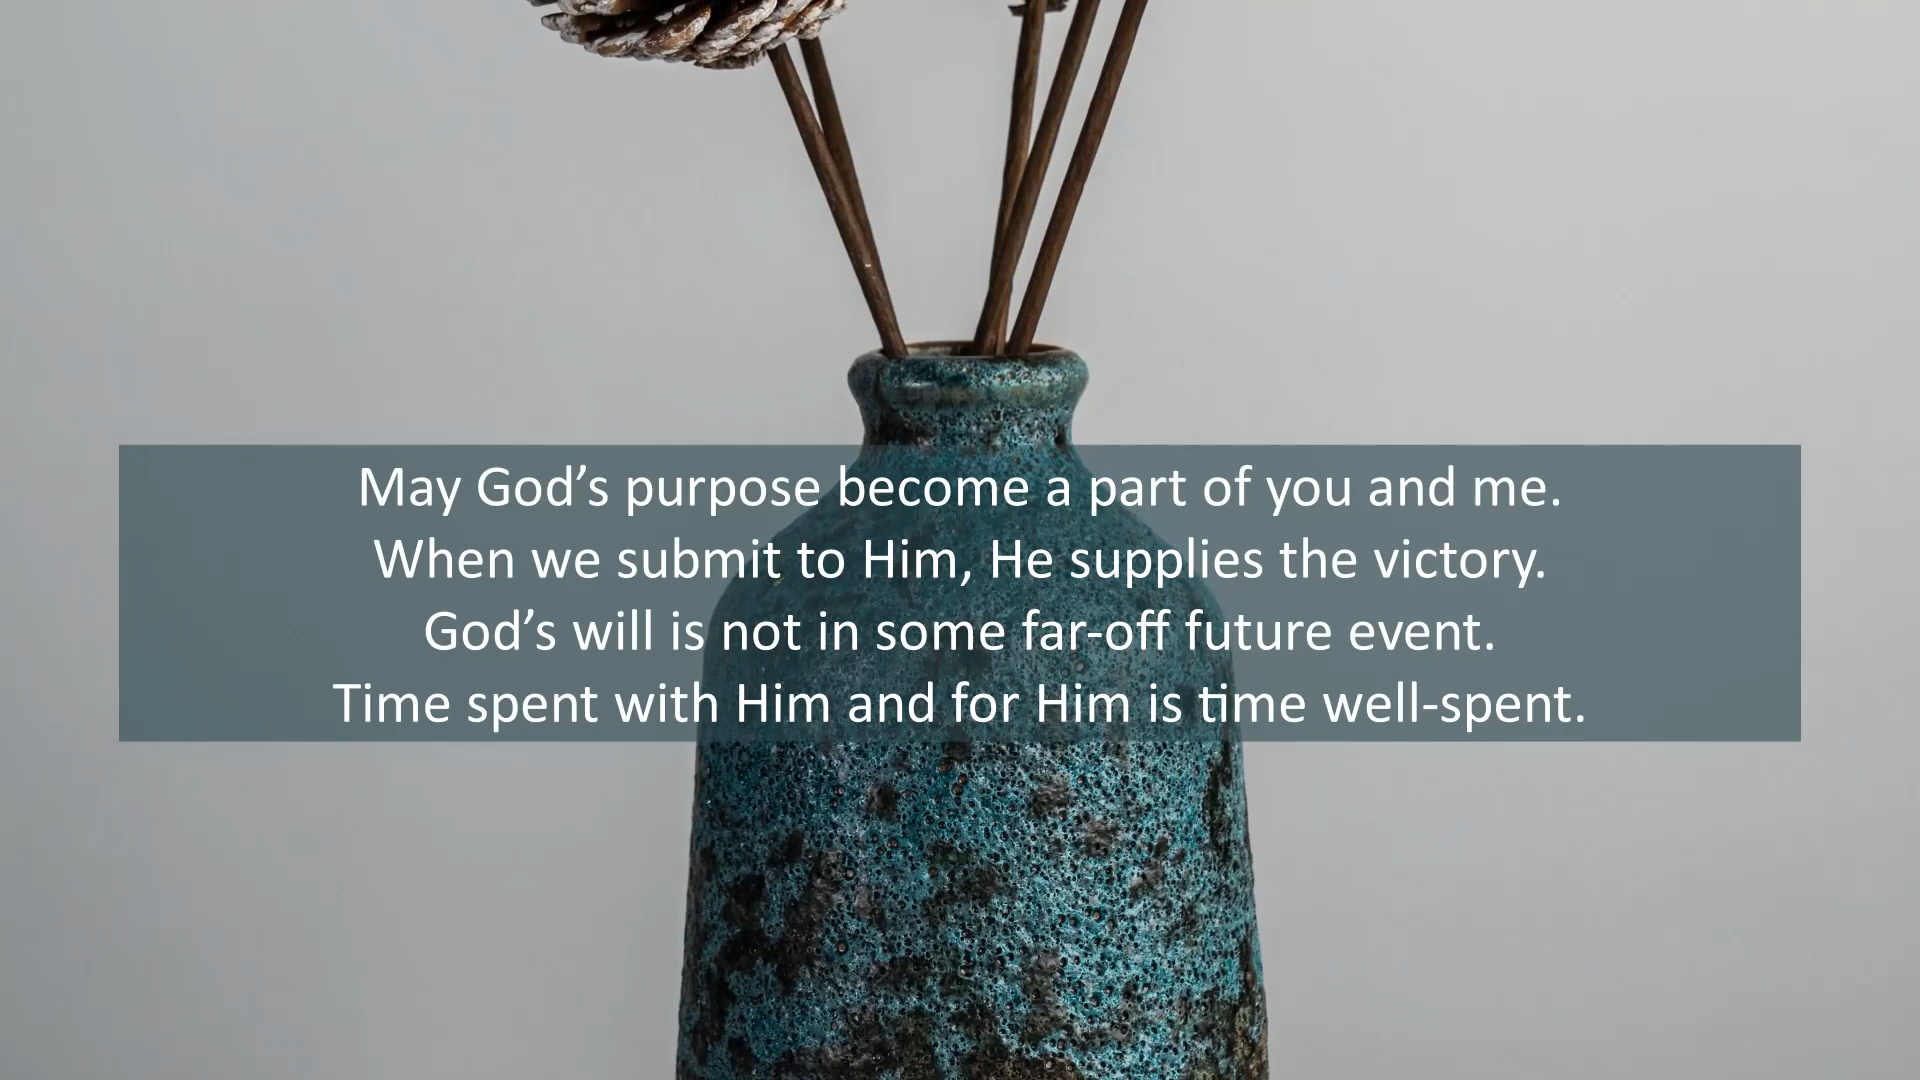 May God’s purpose become a part of you and me.
When we submit to Him, He supplies the victory.
God’s will is not in some far-off future event.
Time spent with Him and for Him is time well-spent.